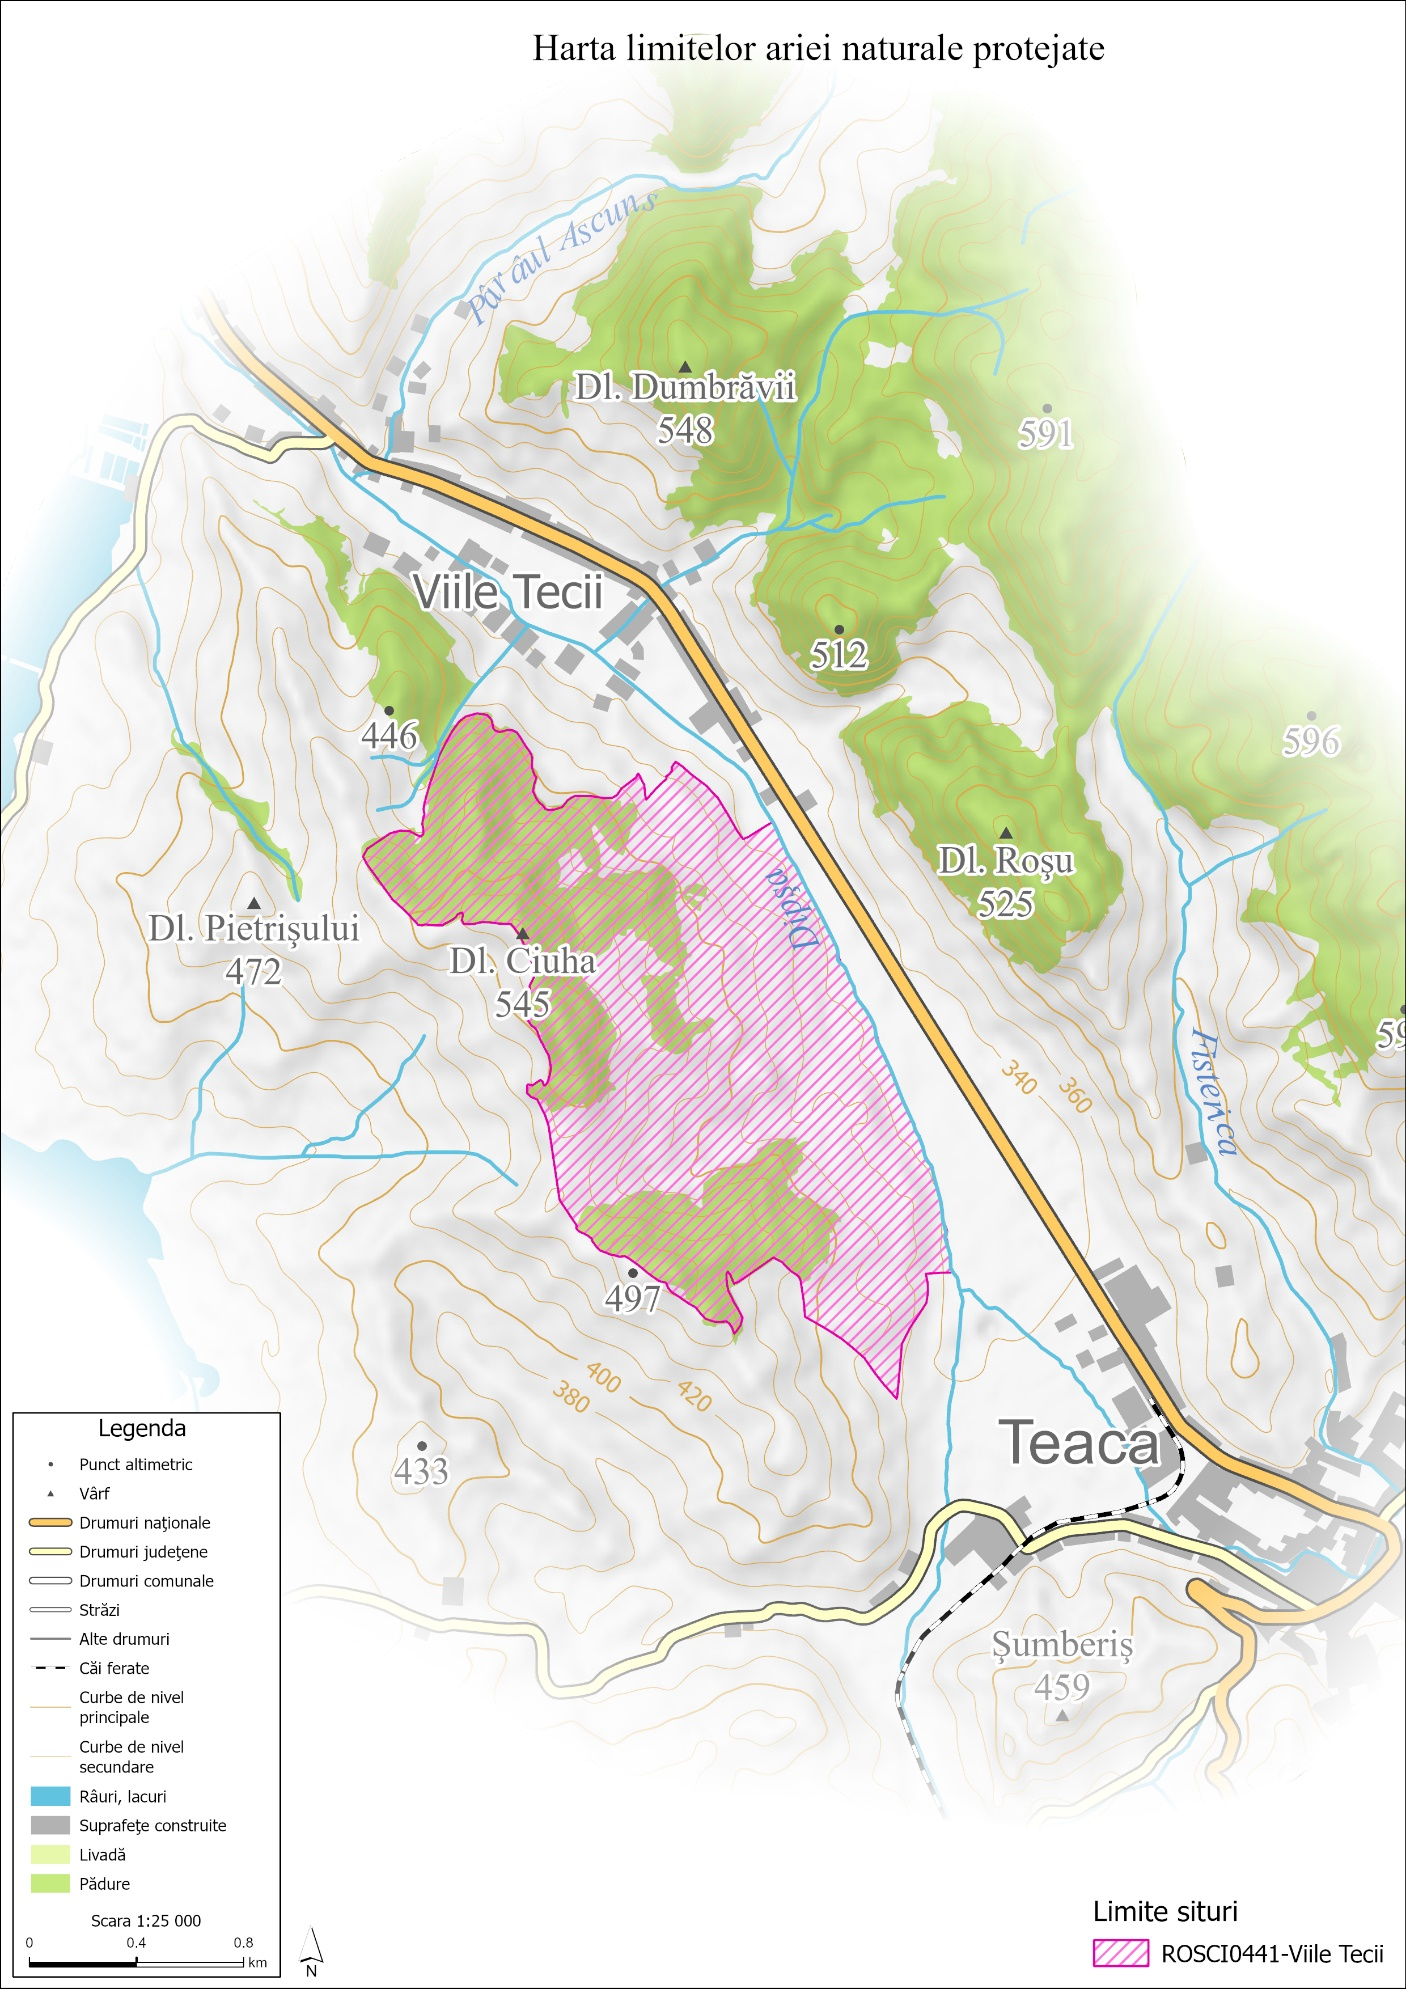 Harta limitelor ariei naturale protejate
Pârâul Ascuns
Dl. Dumbrăvii
548
591
Viile Tecii
512
446
596
Dl. Roşu
525
Dipşa
Dl. Pietrişului
472
Dl. Ciuha
545
Fisterica
340
360
497
400
380
420
433
Teaca
Şumberiş
459
Legenda
Punct altimetric
Vârf
Drumuri naţionale
Drumuri judeţene
Drumuri comunale
Străzi
Alte drumuri
Căi ferate
Curbe de nivel
principale
Curbe de nivel
secundare
Râuri, lacuri
Suprafeţe construite
Livadă
Pădure
Scara 1:25 000
0 0.4 0.8
km
N
Limite situri
ROSCI0441-Viile Tecii